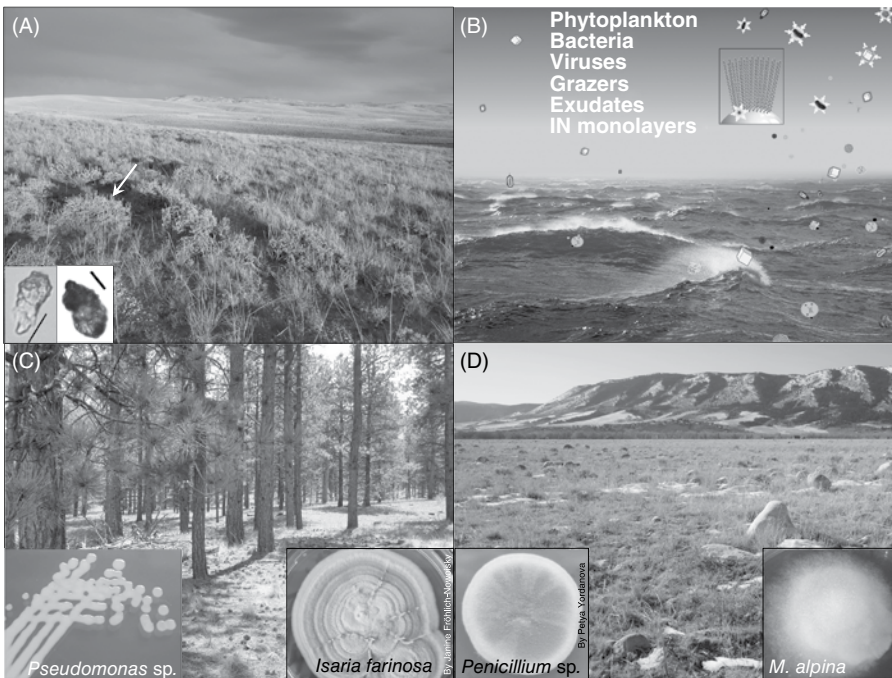 (A)
(B)
Phytoplankton
Bacteria
Viruses
Grazers
Exudates
IN monolayers
(C)
(D)
Pseudomonas sp.
Isaria farinosa
By Janine Fröhlich-Nowoisky
Penicillium sp.
By Petya Yordanova
M. alpina